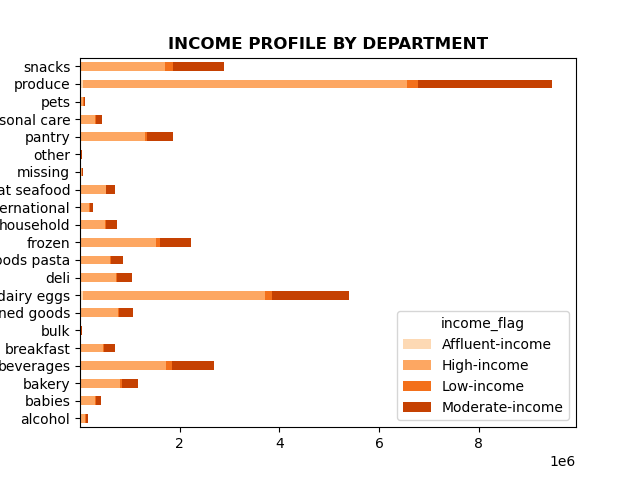 INCOME PROFILE BY DEPARTMENT
snacks
produce
pets
sonal care
pantry
other
missing
at seafood
ernational
household
frozen
oods pasta
deli
dairy eggs
ned goods
bulk
breakfast
beverages
bakery
babies
alcohol
income_flag
Affluent-income
High-income
Low-income
Moderate-income
2 4 6 8
1e6